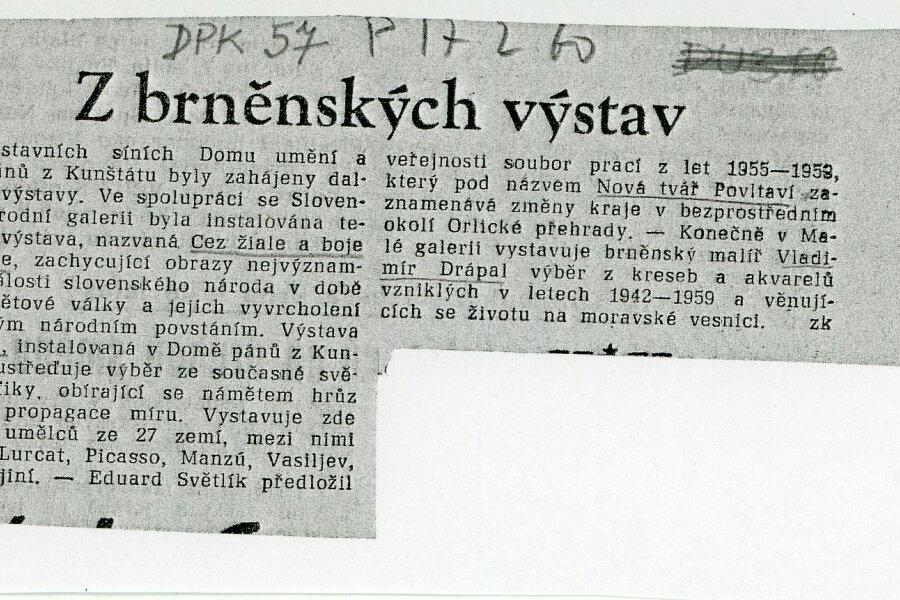 DPK 57 P 17 2 60
Z brněnských výstav
stavních síních Domu umění a
nů z Kunštátu byly zahájeny dal-
výstavy. Ve spolupráci se Sloven-
rodní galerii byla instalována te-
výstava, nazvaná Cez žiale a boje
e, zachycující obrazy nejvýznam-
álosti slovenského národa v době
ětové války a jejich vyvrcholení
ým národním povstáním. Výstava
, instalovaná v Domě pánů z Kun-
ustřeďuje výběr ze současné svě-
fiky, obírající se námětem hrůz
propagace míru. Vystavuje zde
umělců ze 27 zemí, mezi nimi
Lurcat, Picasso, Manzú, Vasiljev,
jiní. — Eduard Světlík předložil
veřejnosti soubor prací z let 1955—1959,
který pod názvem Nová tvář Povltaví za-
znamenává změny kraje v bezprostředním
okolí Orlické přehrady. — Konečně v Ma-
lé galerii vystavuje brněnský malíř Vladi-
mír Drápal výběr z kreseb a akvarelů
vzniklých v letech 1942—1959 a věnují-
cích se životu na moravské vesnici. zk